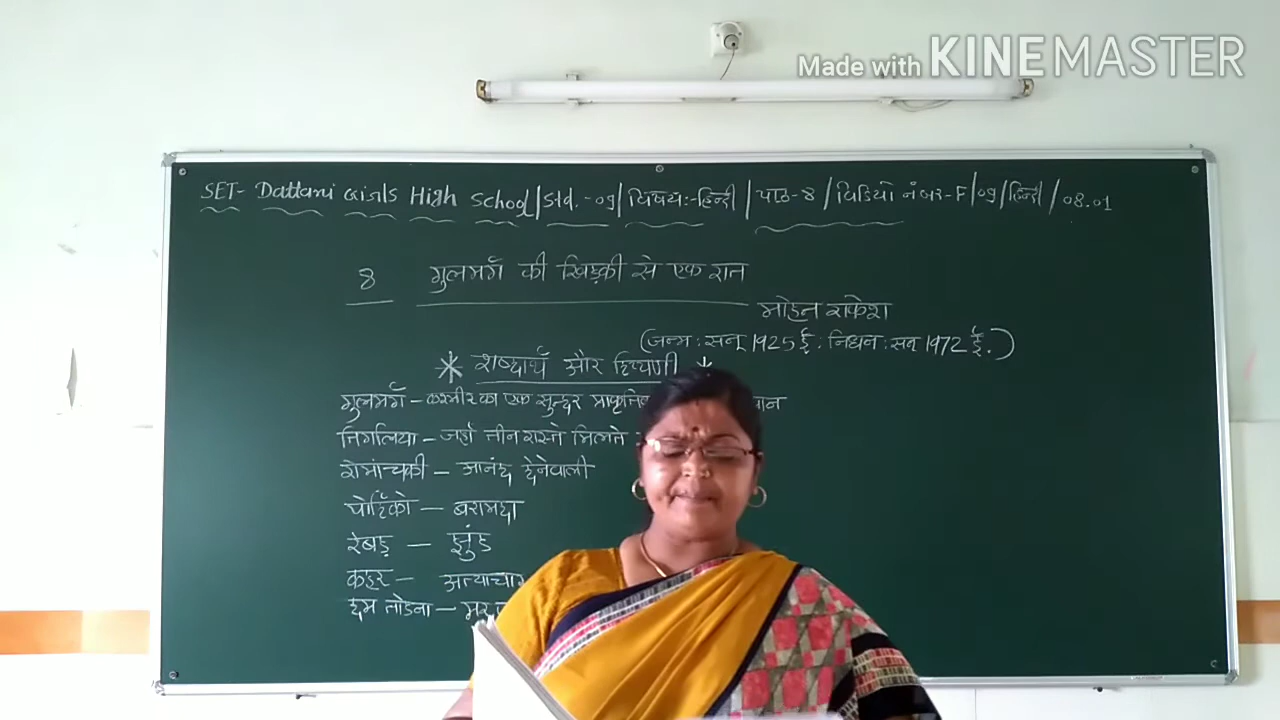 Made with KINEMASTER
SET- Dattani Girls High School / Std. - 09 / विषय:- हिन्दी / पाठ-8 / विडियो नंबर-F / 09 / हिन्दी / 08.01
8 गुलमर्ग की खिड़की से एक रात
मोहन राकेश
(जन्म : सन् 1925 ई. : निधन : सन् 1972 ई.)
* शब्दार्थ और टिप्पणी *
गुलमर्ग – कश्मीर का एक सुन्दर
तिगलिया – जहाँ तीन रास्ते मिलते
रोमांचकी – आनंद देनेवाली
पोर्टिको – बरामदा
रेबड़ – झुंड
कहर – अत्याचार
दम तोडना –